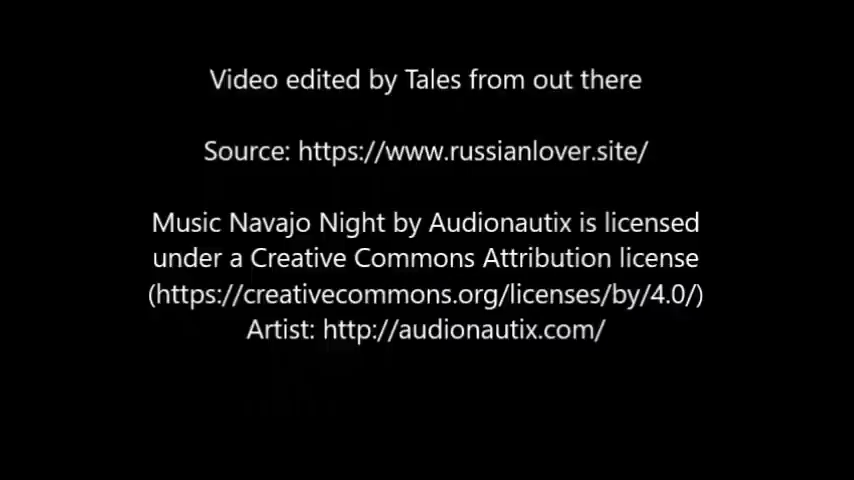 Video edited by Tales from out there
Source: https://www.russianlover.site/
Music Navajo Night by Audionautix is licensed
under a Creative Commons Attribution license
(https://creativecommons.org/licenses/by/4.0/)
Artist: http://audionautix.com/